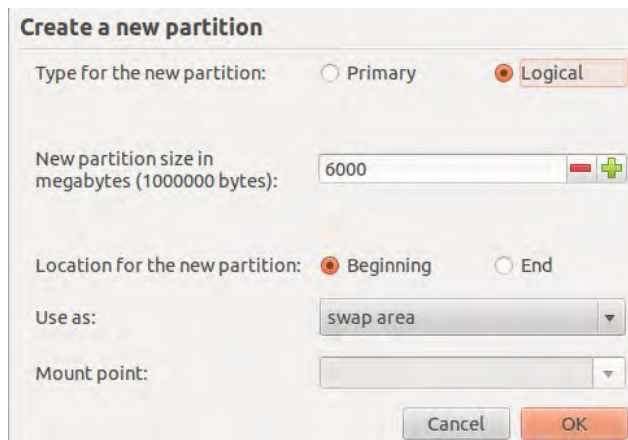 Create a new partition
Type for the new partition: Primary Logical
New partition size in
megabytes (1000000 bytes): 6000
Location for the new partition: Beginning End
Use as: swap area
Mount point:
Cancel OK